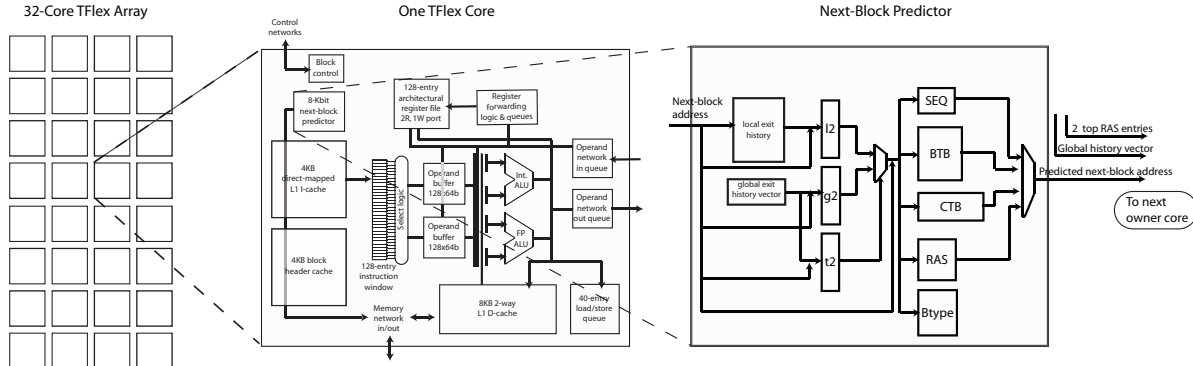 32-Core TFlex Array
One TFlex Core
Next-Block Predictor
Control
networks
Block
control
8-Kbit
next-block
predictor
128-entry
architectural
register file
2R, 1W port
Register
forwarding
logic & queues
4KB
direct-mapped
L1 I-cache
4KB block
header cache
128-entry
instruction
window
Select logic
Operand
buffer
128x64b
Operand
buffer
128x64b
Int.
ALU
FP
ALU
Operand
network
in queue
Operand
network
out queue
Memory
network
in/out
8KB 2-way
L1 D-cache
40-entry
load/store
queue
Next-block
address
local exit
history
global exit
history vector
l2
g2
t2
SEQ
BTB
CTB
RAS
Btype
2 top RAS entries
Global history vector
Predicted next-block address
To next
owner core